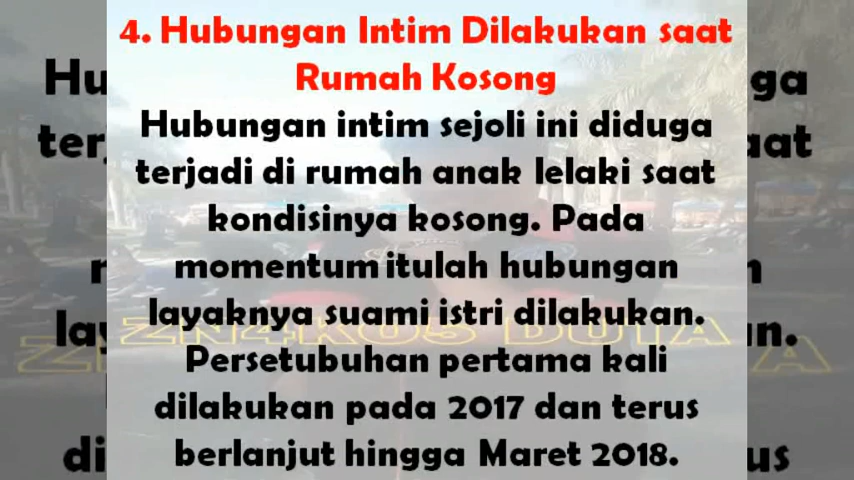 4. Hubungan Intim Dilakukan saat
Rumah Kosong
Hubungan intim sejoli ini diduga
terjadi di rumah anak lelaki saat
kondisinya kosong. Pada
momentum itulah hubungan
layaknya suami istri dilakukan.
ZN4KO5 DUTA
Persetubuhan pertama kali
dilakukan pada 2017 dan terus
berlanjut hingga Maret 2018.